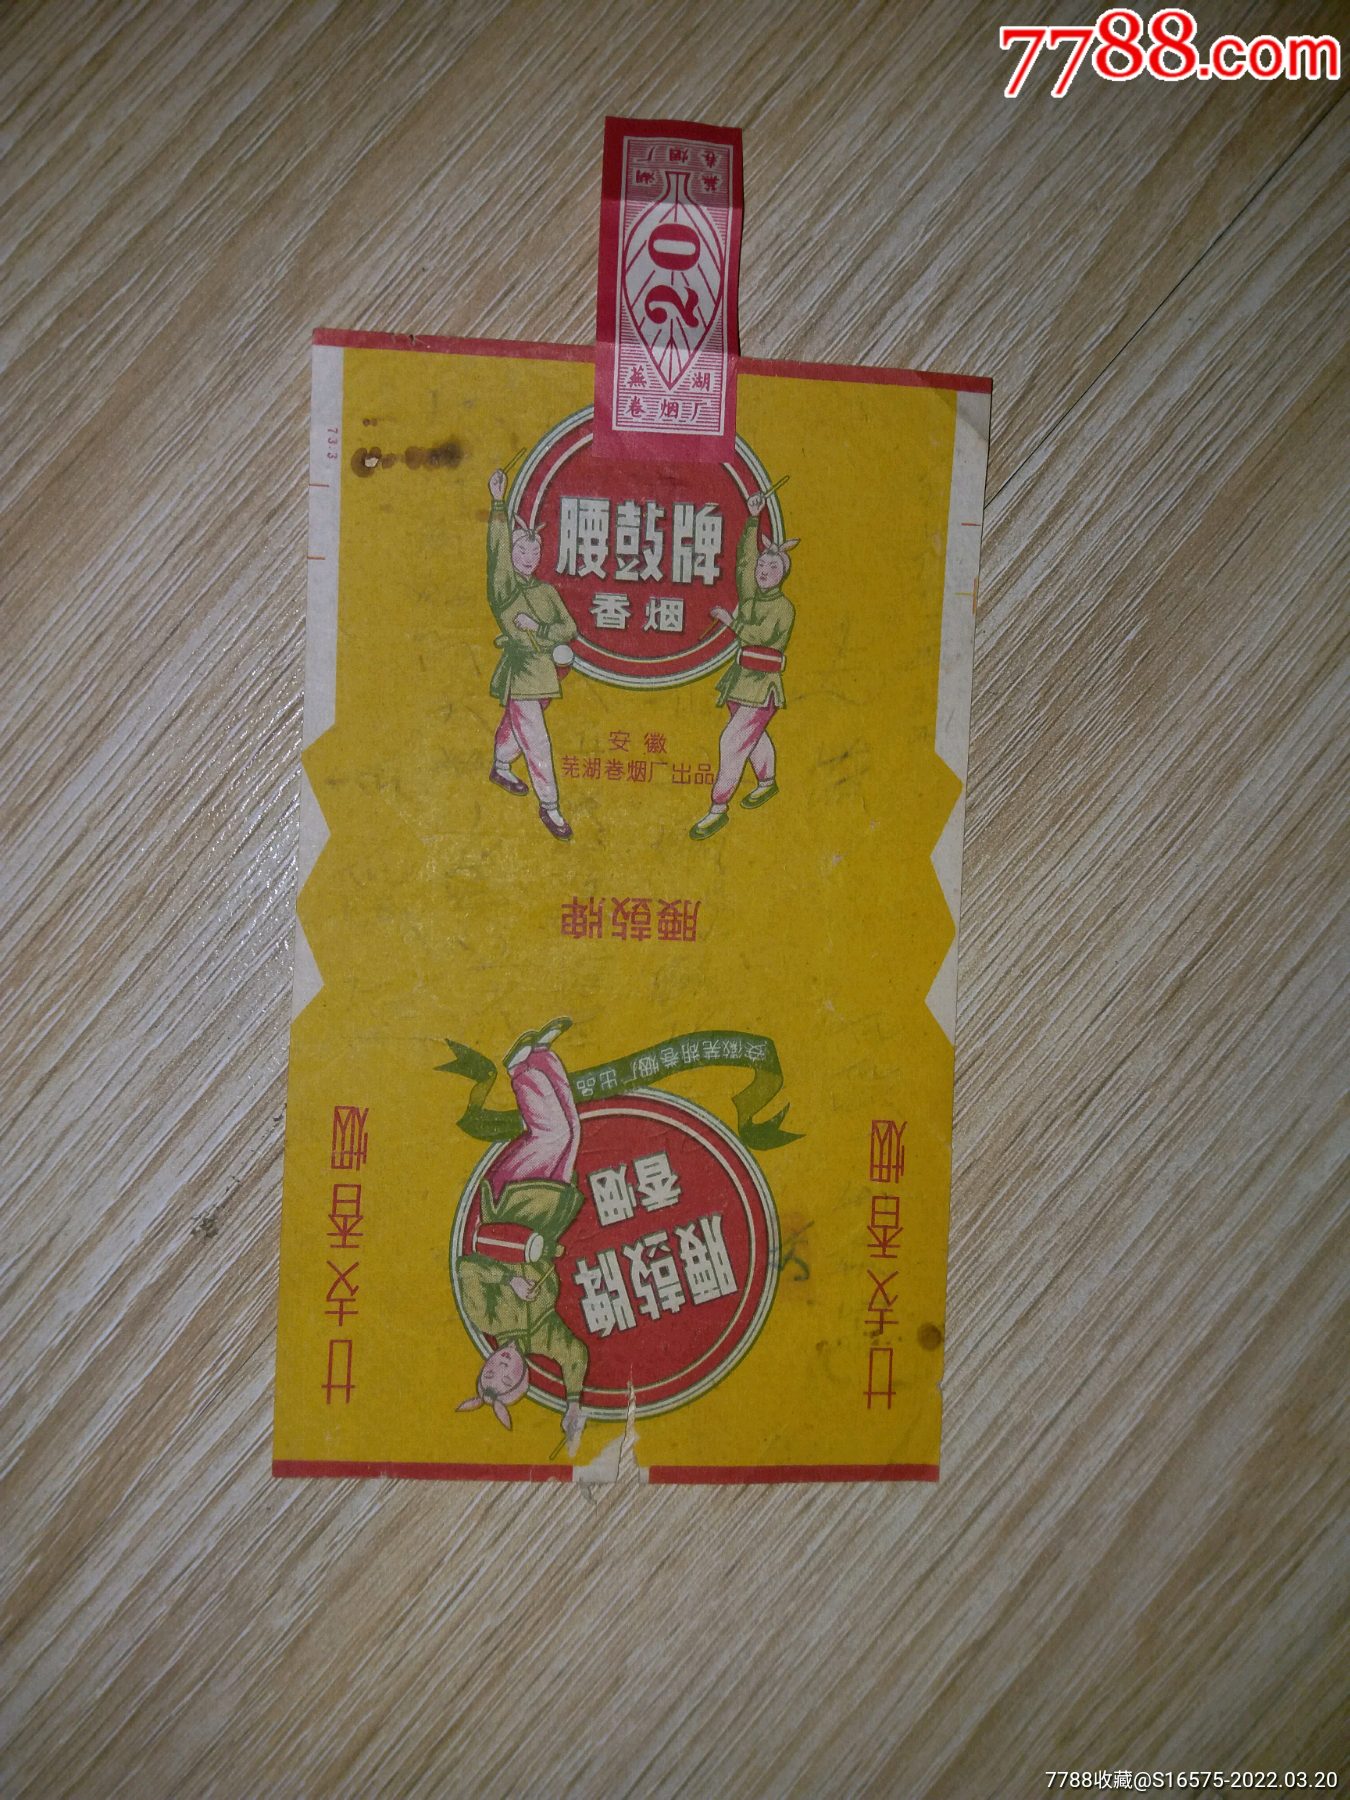 7788.com
芜湖
卷烟厂
20
蕪湖
卷烟厂
73.3
腰鼓牌
香烟
安徽
芜湖卷烟厂出品
腰鼓牌
安徽芜湖卷烟厂出品
腰鼓牌
香烟
廿支香烟
廿支香烟
7788收藏@S16575-2022.03.20